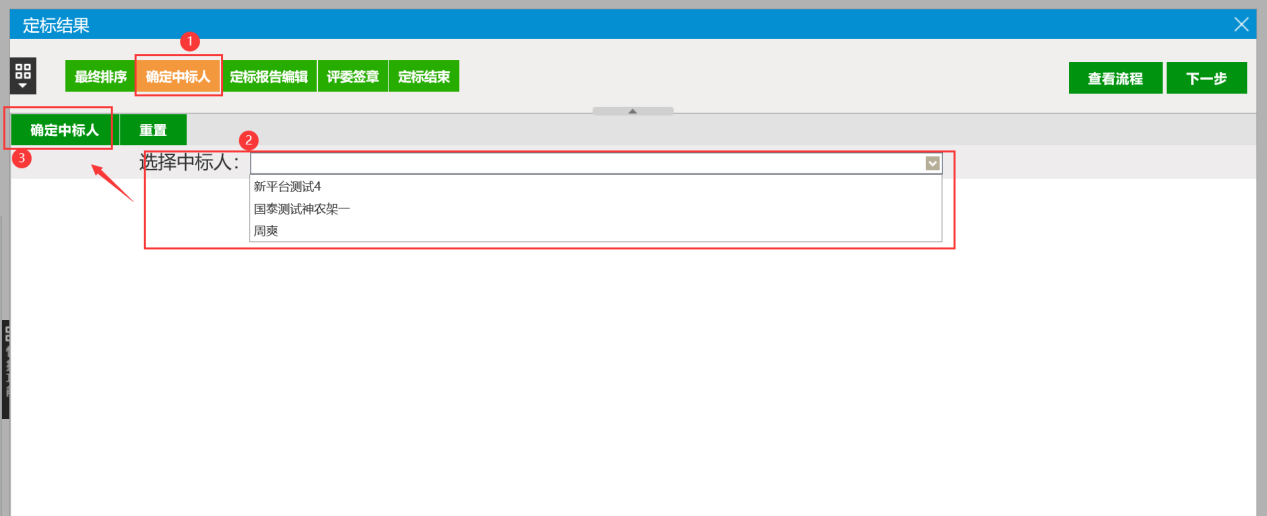 定标结果
1
最终排序 确定中标人 定标报告编辑 评委签章 定标结束 查看流程 下一步
确定中标人 重置
2
3
选择中标人：
新平台测试4
国泰测试神农架一
周爽